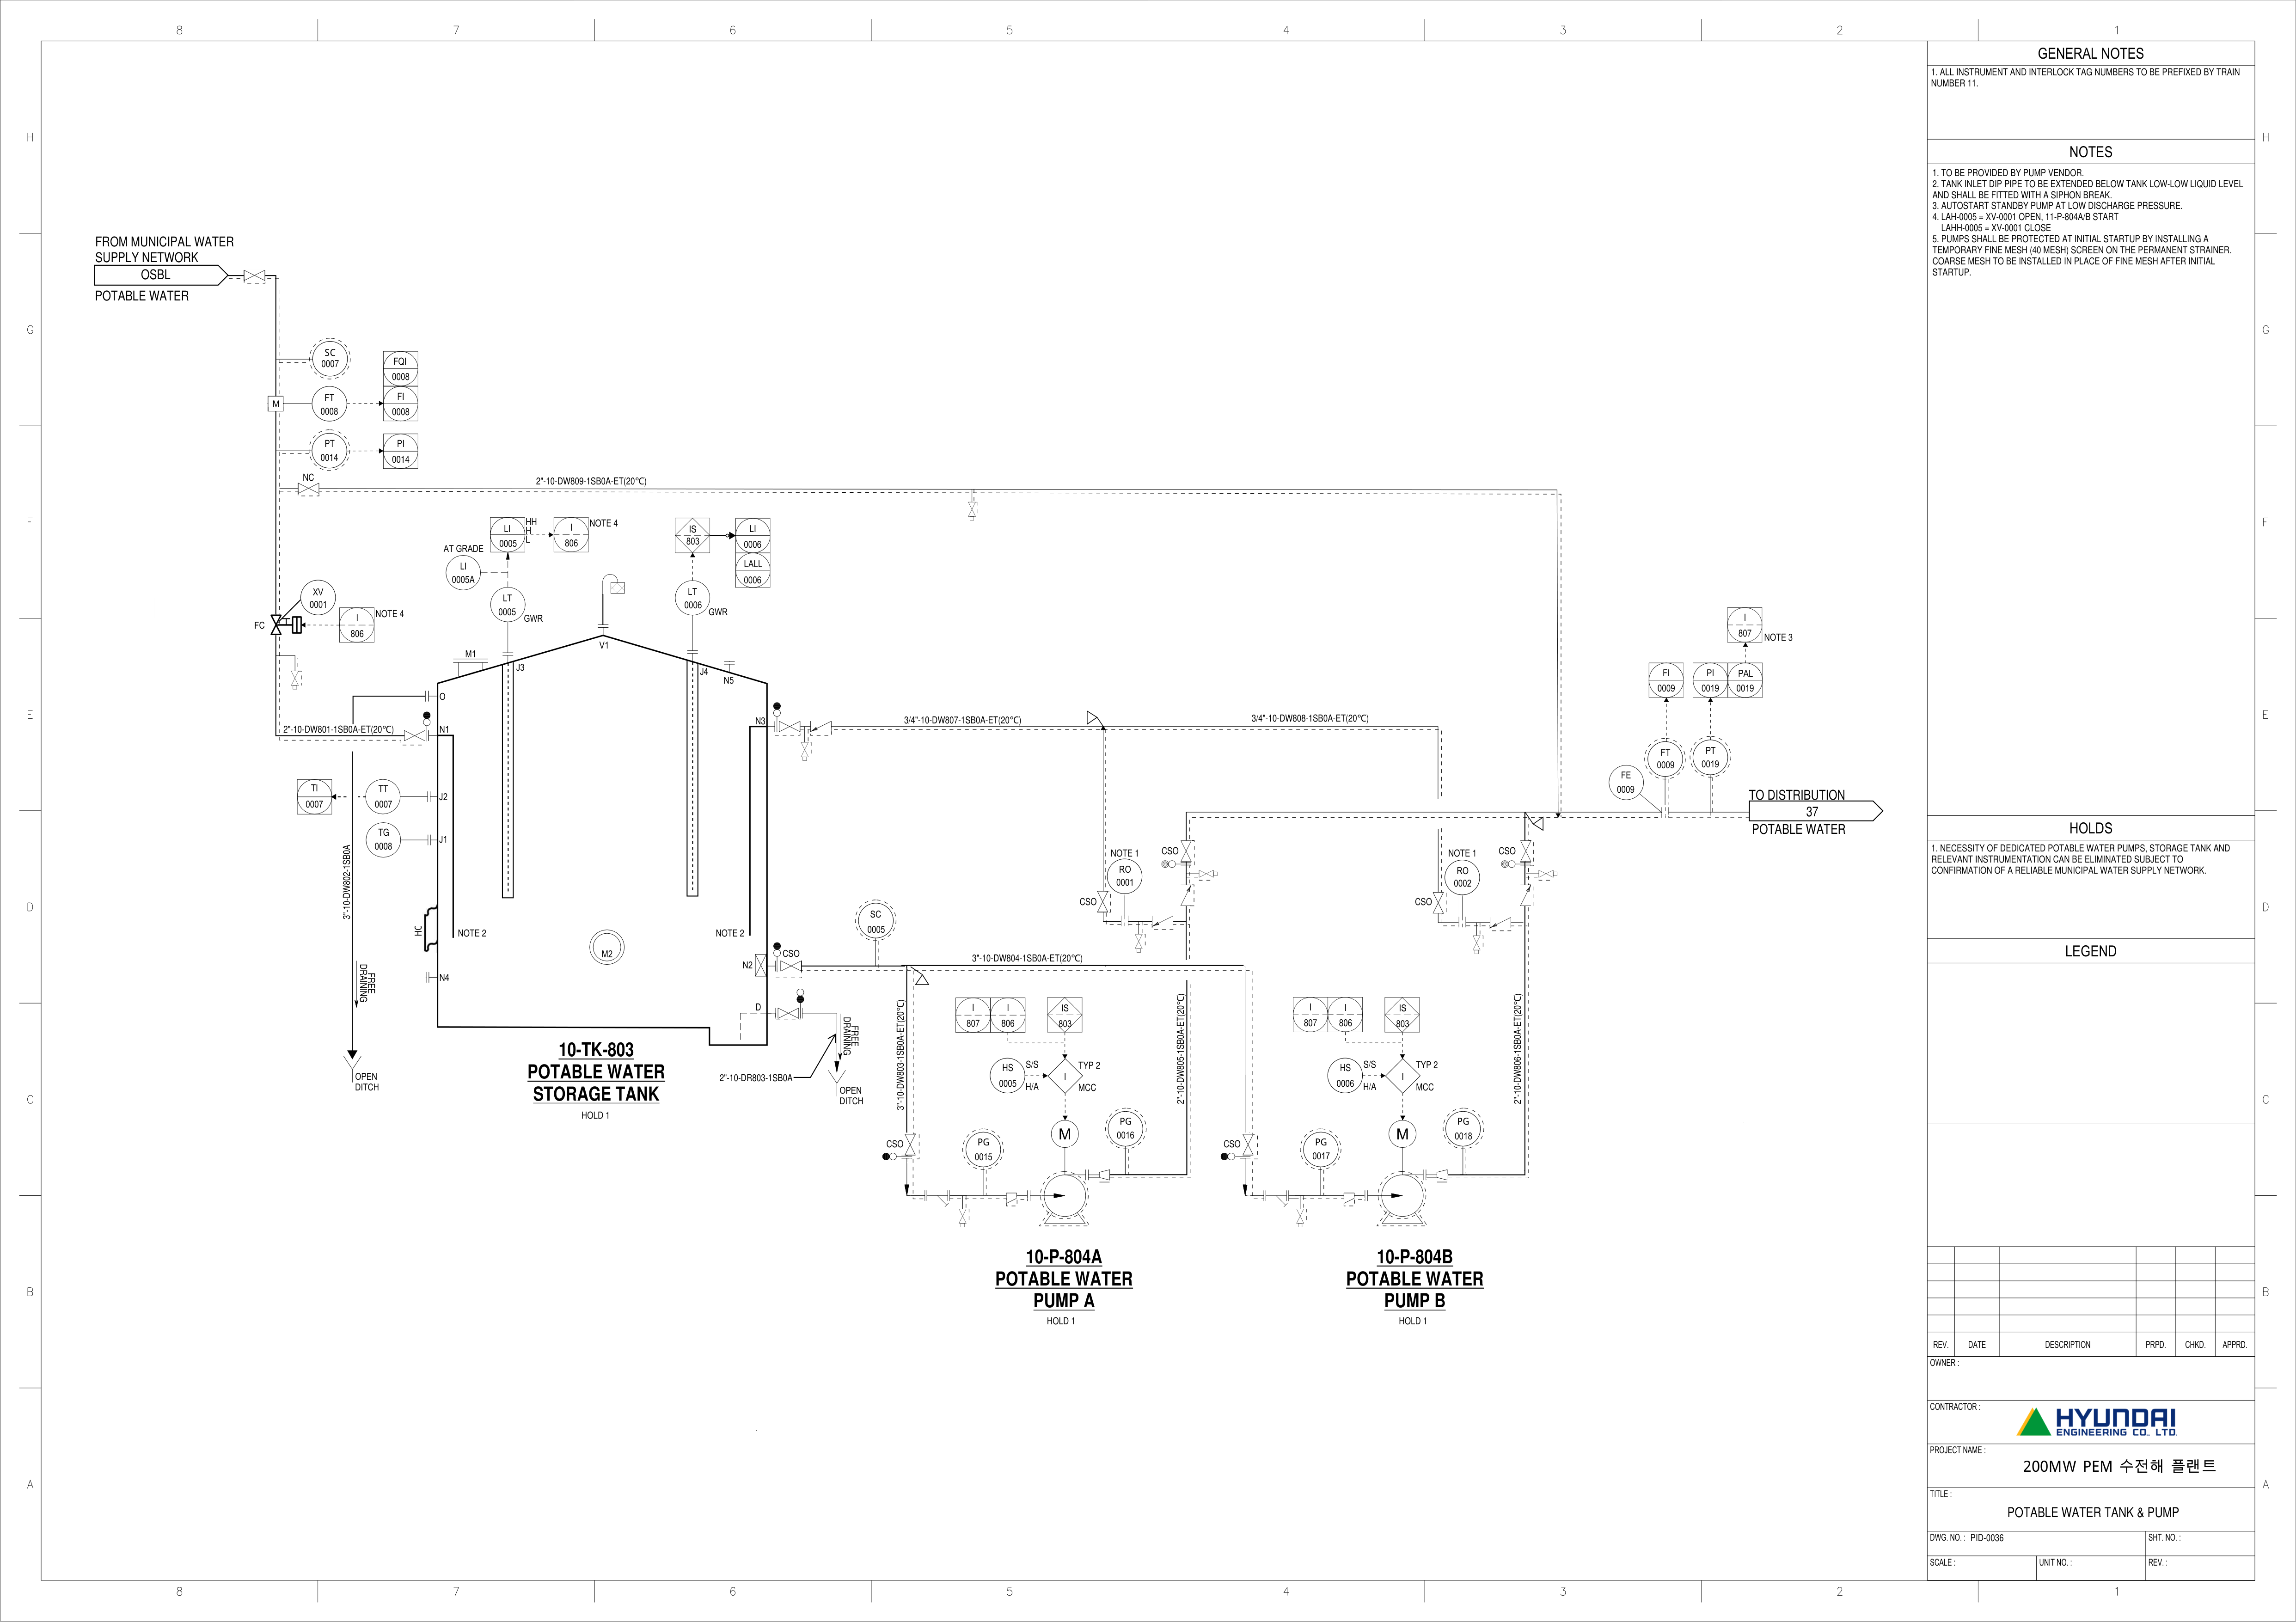 8 7 6 5 4 3 2 1
H
G
F
E
D
C
B
A
FROM MUNICIPAL WATER
SUPPLY NETWORK
OSBL
POTABLE WATER
SC
0007
FQI
0008
M
FT
0008
FI
0008
PT
0014
PI
0014
NC
2"-10-DW809-1SB0A-ET(20℃)
LI
0005
HH
H
L
I
806
NOTE 4
AT GRADE
LI
0005A
LT
0005
GWR
IS
803
LI
0006
LALL
0006
LT
0006
GWR
XV
0001
FC
I
806
NOTE 4
M1
J3
V1
J4
N5
O
N1
2"-10-DW801-1SB0A-ET(20℃)
N3
3/4"-10-DW807-1SB0A-ET(20℃)
3/4"-10-DW808-1SB0A-ET(20℃)
TI
0007
TT
0007
J2
TG
0008
J1
3"-10-DW802-1SB0A
HC
NOTE 2
NOTE 2
M2
N4
N2
CSO
D
FREE
DRAINING
OPEN
DITCH
FREE
DRAINING
2"-10-DR803-1SB0A
OPEN
DITCH
10-TK-803
POTABLE WATER
STORAGE TANK
HOLD 1
SC
0005
3"-10-DW804-1SB0A-ET(20℃)
3"-10-DW803-1SB0A-ET(20℃)
I
807
I
806
IS
803
HS
0005
S/S
H/A
I
TYP 2
MCC
M
CSO
PG
0015
PG
0016
2"-10-DW805-1SB0A-ET(20℃)
10-P-804A
POTABLE WATER
PUMP A
HOLD 1
NOTE 1
RO
0001
CSO
CSO
I
807
I
806
IS
803
HS
0006
S/S
H/A
I
TYP 2
MCC
M
CSO
PG
0017
PG
0018
2"-10-DW806-1SB0A-ET(20℃)
10-P-804B
POTABLE WATER
PUMP B
HOLD 1
NOTE 1
RO
0002
CSO
CSO
I
807
NOTE 3
FI
0009
PI
0019
PAL
0019
FT
0009
PT
0019
FE
0009
TO DISTRIBUTION
37
POTABLE WATER
GENERAL NOTES
1. ALL INSTRUMENT AND INTERLOCK TAG NUMBERS TO BE PREFIXED BY TRAIN
NUMBER 11.
NOTES
1. TO BE PROVIDED BY PUMP VENDOR.
2. TANK INLET DIP PIPE TO BE EXTENDED BELOW TANK LOW-LOW LIQUID LEVEL
AND SHALL BE FITTED WITH A SIPHON BREAK.
3. AUTOSTART STANDBY PUMP AT LOW DISCHARGE PRESSURE.
4. LAH-0005 = XV-0001 OPEN, 11-P-804A/B START
LAHH-0005 = XV-0001 CLOSE
5. PUMPS SHALL BE PROTECTED AT INITIAL STARTUP BY INSTALLING A
TEMPORARY FINE MESH (40 MESH) SCREEN ON THE PERMANENT STRAINER.
COARSE MESH TO BE INSTALLED IN PLACE OF FINE MESH AFTER INITIAL
STARTUP.
HOLDS
1. NECESSITY OF DEDICATED POTABLE WATER PUMPS, STORAGE TANK AND
RELEVANT INSTRUMENTATION CAN BE ELIMINATED SUBJECT TO
CONFIRMATION OF A RELIABLE MUNICIPAL WATER SUPPLY NETWORK.
LEGEND
REV. DATE DESCRIPTION PRPD. CHKD. APPRD.
OWNER :
CONTRACTOR :
HYUNDAI
ENGINEERING CO., LTD.
PROJECT NAME :
200MW PEM 수전해 플랜트
TITLE :
POTABLE WATER TANK & PUMP
DWG. NO. : PID-0036
SHT. NO. :
SCALE :
UNIT NO. :
REV. :
H
G
F
E
D
C
B
A
8 7 6 5 4 3 2 1